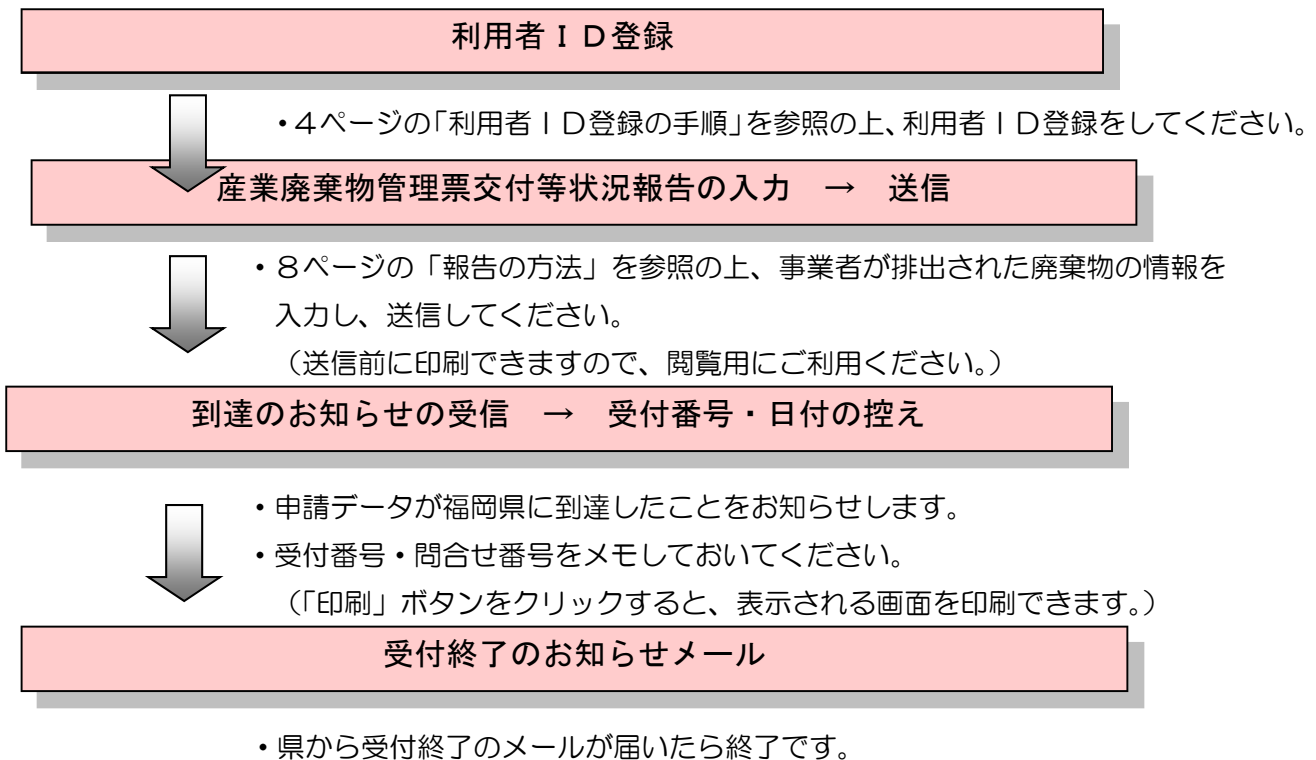 利用者ＩＤ登録
・４ページの「利用者ＩＤ登録の手順」を参照の上、利用者ＩＤ登録をしてください。
産業廃棄物管理票交付等状況報告の入力　→　送信
・８ページの「報告の方法」を参照の上、事業者が排出された廃棄物の情報を
入力し、送信してください。
（送信前に印刷できますので、閲覧用にご利用ください。）
到達のお知らせの受信　→　受付番号・日付の控え
・申請データが福岡県に到達したことをお知らせします。
・受付番号・問合せ番号をメモしておいてください。
（「印刷」ボタンをクリックすると、表示される画面を印刷できます。）
受付終了のお知らせメール
・県から受付終了のメールが届いたら終了です。